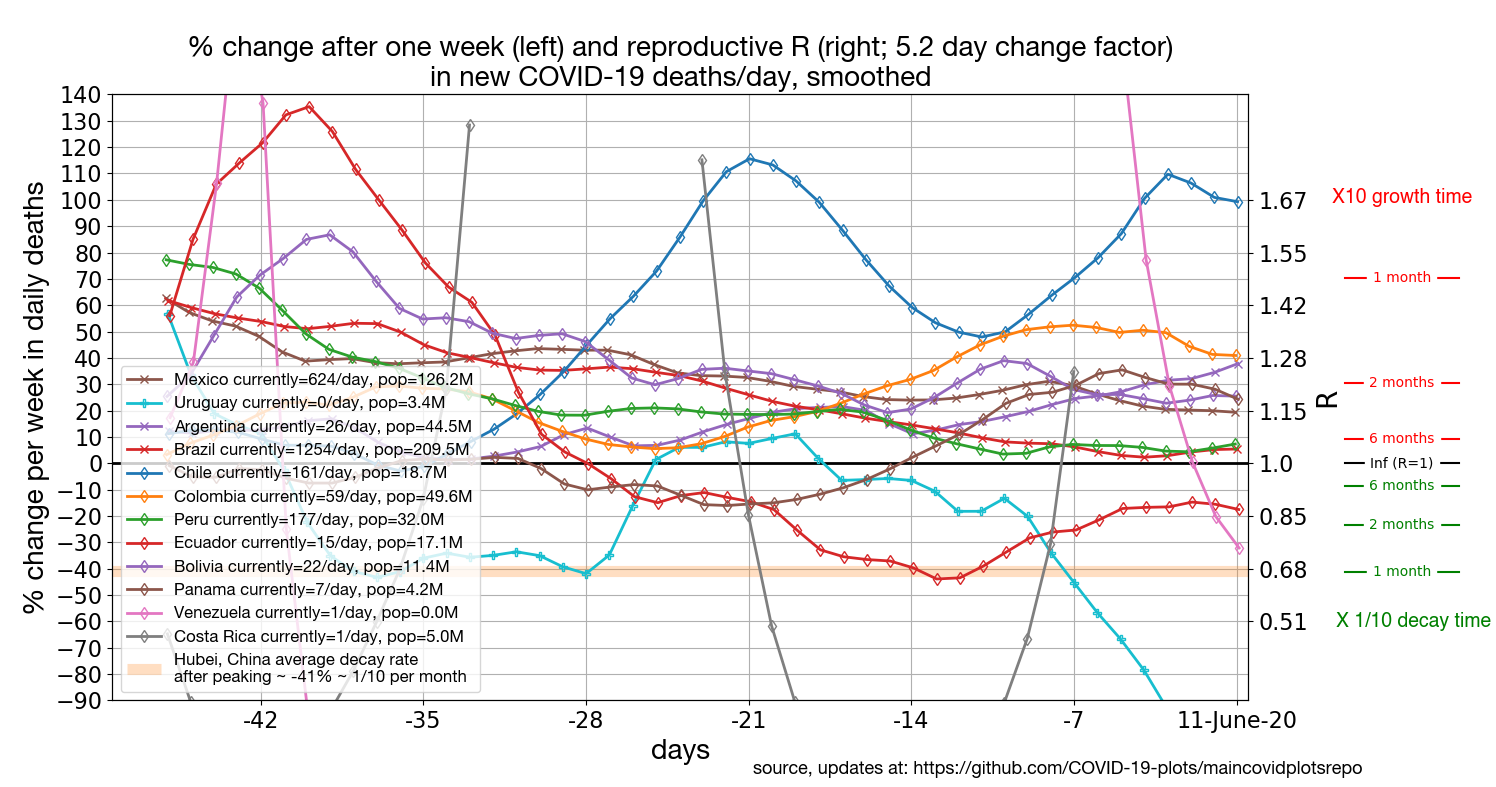 % change after one week (left) and reproductive R (right; 5.2 day change factor)
in new COVID-19 deaths/day, smoothed
% change per week in daily deaths
140
130
120
110
100
90
80
70
60
50
40
30
20
10
0
−10
−20
−30
−40
−50
−60
−70
−80
−90
Mexico currently=624/day, pop=126.2M
Uruguay currently=0/day, pop=3.4M
Argentina currently=26/day, pop=44.5M
Brazil currently=1254/day, pop=209.5M
Chile currently=161/day, pop=18.7M
Colombia currently=59/day, pop=49.6M
Peru currently=177/day, pop=32.0M
Ecuador currently=15/day, pop=17.1M
Bolivia currently=22/day, pop=11.4M
Panama currently=7/day, pop=4.2M
Venezuela currently=1/day, pop=0.0M
Costa Rica currently=1/day, pop=5.0M
Hubei, China average decay rate
after peaking ~ -41% ~ 1/10 per month
1.67
1.55
1.42
1.28
1.15
1.0
0.85
0.68
0.51
R
X10 growth time
1 month
2 months
6 months
Inf (R=1)
6 months
2 months
1 month
X 1/10 decay time
-42
-35
-28
-21
-14
-7
11-June-20
days
source, updates at: https://github.com/COVID-19-plots/maincovidplotsrepo